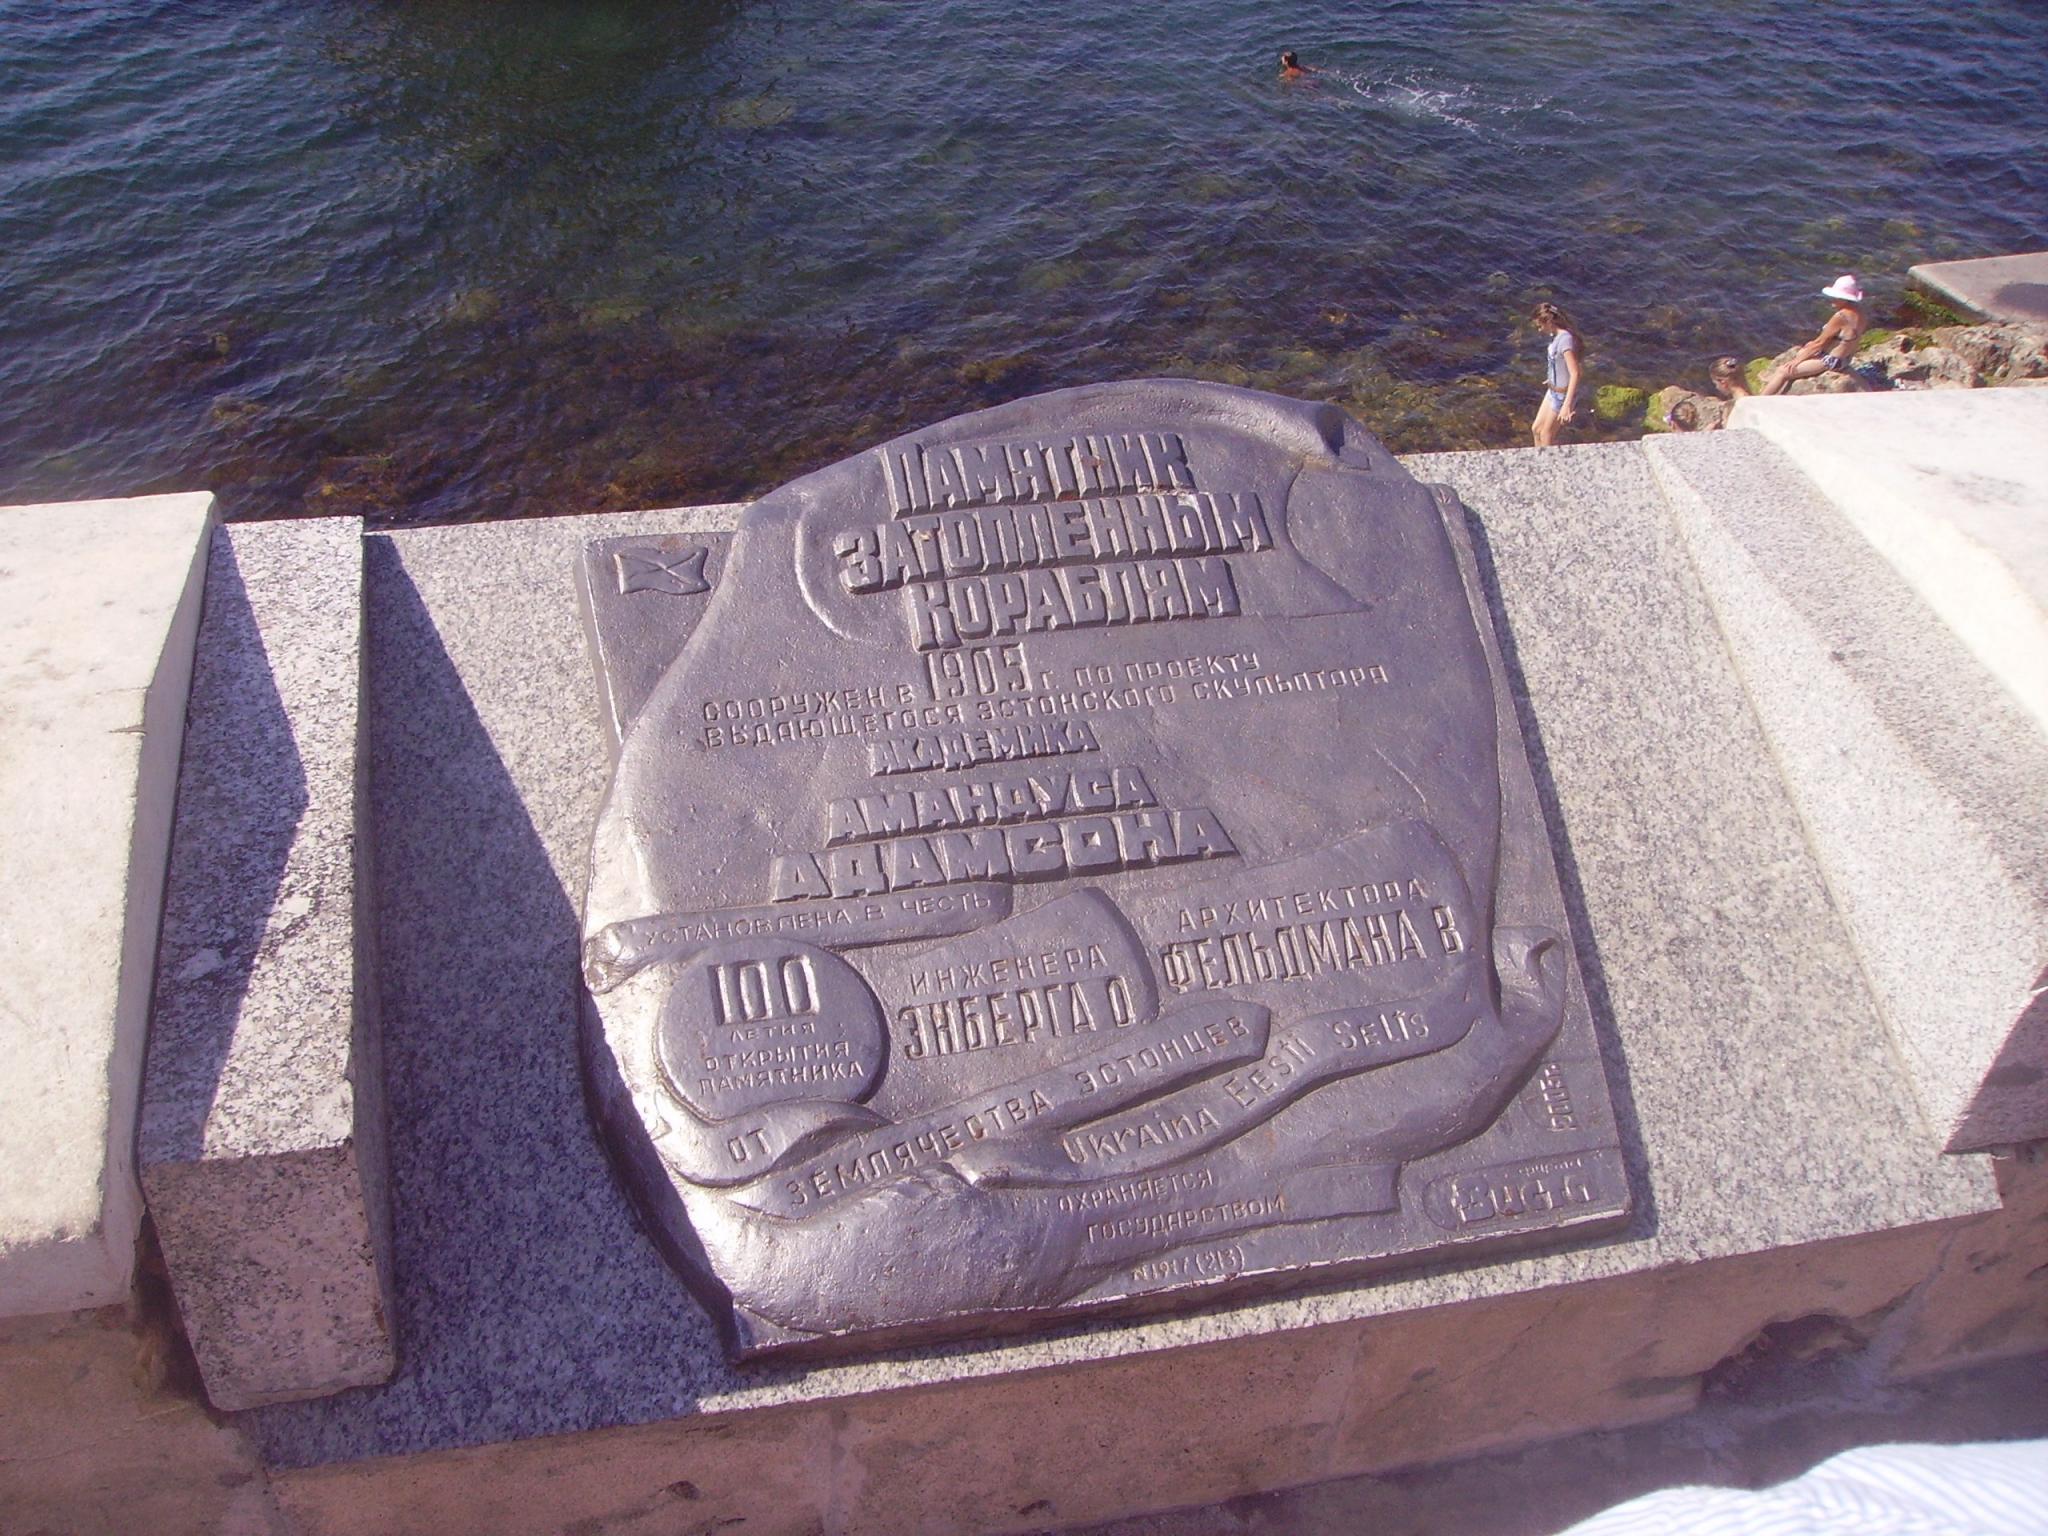 ПАМЯТНИК
ЗАТОПЛЕННЫМ
КОРАБЛЯМ
СООРУЖЕН В 1905 г. ПО ПРОЕКТУ
ВЫДАЮЩЕГОСЯ ЭСТОНСКОГО СКУЛЬПТОРА
АКАДЕМИКА
АМАНДУСА
АДАМСОНА
ИНЖЕНЕРА
ЭНБЕРГА О.
АРХИТЕКТОРА
ФЕЛЬДМАНА В
УСТАНОВЛЕНА В ЧЕСТЬ
100
ЛЕТИЯ
ОТКРЫТИЯ
ПАМЯТНИКА
ОТ
ЗЕМЛЯЧЕСТВА ЭСТОНЦЕВ
UKRAINA EESTI SELTS
ОХРАНЯЕТСЯ
ГОСУДАРСТВОМ